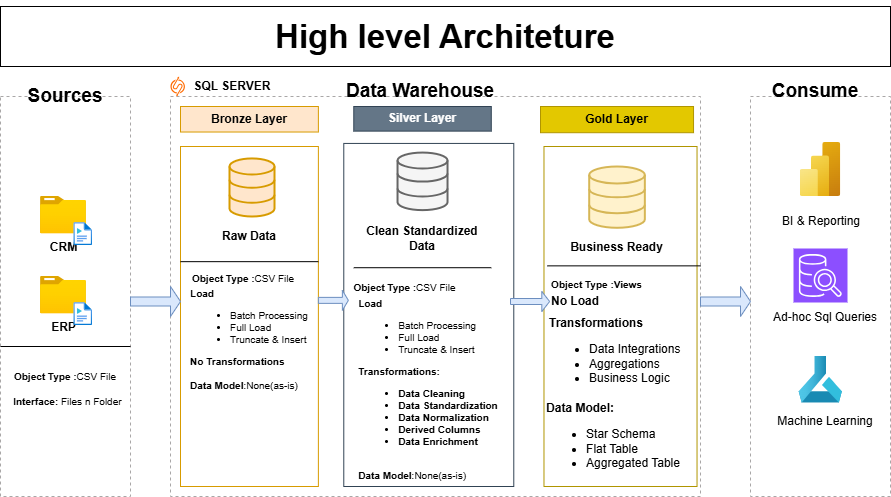 High level Architeture
Sources
SQL SERVER
Data Warehouse
Consume
Bronze Layer
Silver Layer
Gold Layer
CRM
ERP
Object Type :CSV File
Interface: Files n Folder
Raw Data
Object Type :CSV File
Load
Batch Processing
Full Load
Truncate & Insert
No Transformations
Data Model:None(as-is)
Clean Standardized
Data
Object Type :CSV File
Load
Batch Processing
Full Load
Truncate & Insert
Transformations:
Data Cleaning
Data Standardization
Data Normalization
Derived Columns
Data Enrichment
Data Model:None(as-is)
Business Ready
Object Type :Views
No Load
Transformations
Data Integrations
Aggregations
Business Logic
Data Model:
Star Schema
Flat Table
Aggregated Table
BI & Reporting
Ad-hoc Sql Queries
Machine Learning